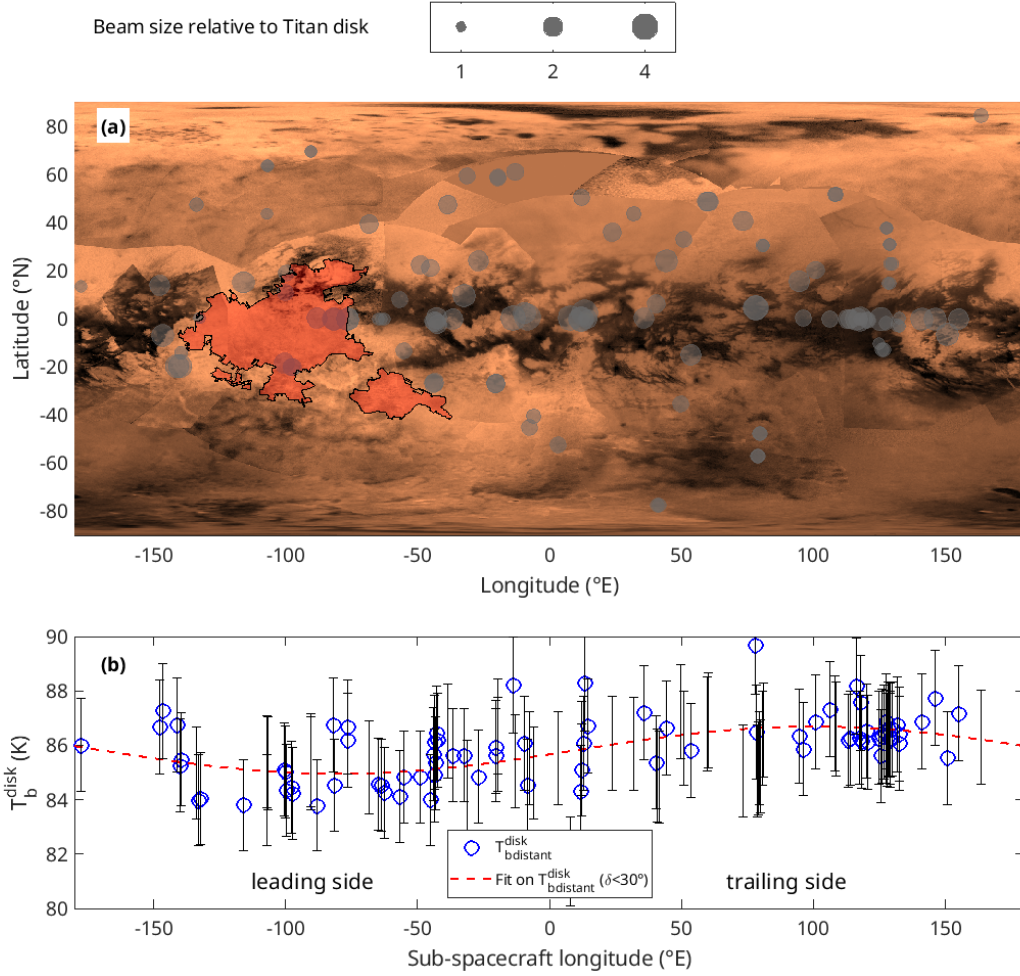 Beam size relative to Titan disk
1 2 4
(a)
80
60
40
20
0
-20
-40
-60
-80
Latitude (°N)
-150 -100 -50 0 50 100 150
Longitude (°E)
(b)
90
88
86
84
82
80
T_b^disk (K)
T_bdistant^disk
Fit on T_bdistant^disk (δ<30°)
leading side
trailing side
-150 -100 -50 0 50 100 150
Sub-spacecraft longitude (°E)